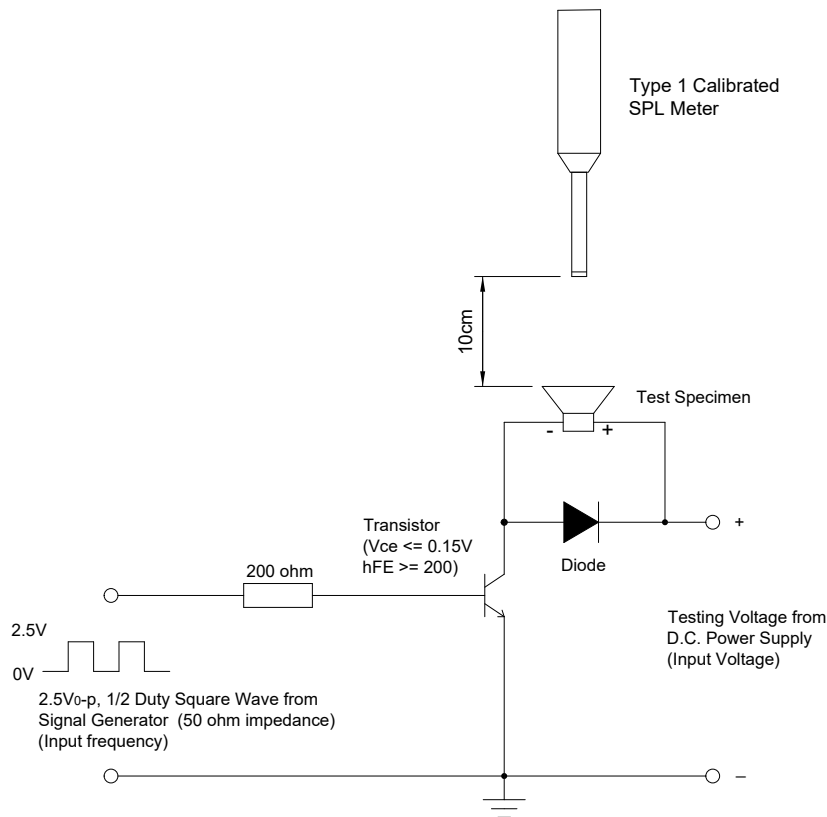 Type 1 Calibrated
SPL Meter
10cm
Test Specimen
- +
Transistor
(Vce <= 0.15V
hFE >= 200)
+
Diode
200 ohm
Testing Voltage from
D.C. Power Supply
(Input Voltage)
2.5V
0V
2.5V0-p, 1/2 Duty Square Wave from
Signal Generator (50 ohm impedance)
(Input frequency)
–